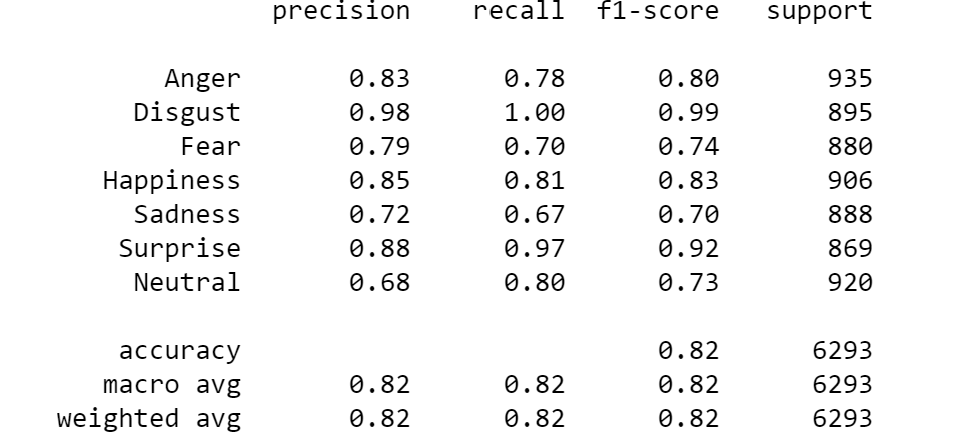 precision recall f1-score support
Anger 0.83 0.78 0.80 935
Disgust 0.98 1.00 0.99 895
Fear 0.79 0.70 0.74 880
Happiness 0.85 0.81 0.83 906
Sadness 0.72 0.67 0.70 888
Surprise 0.88 0.97 0.92 869
Neutral 0.68 0.80 0.73 920
accuracy 0.82 6293
macro avg 0.82 0.82 0.82 6293
weighted avg 0.82 0.82 0.82 6293